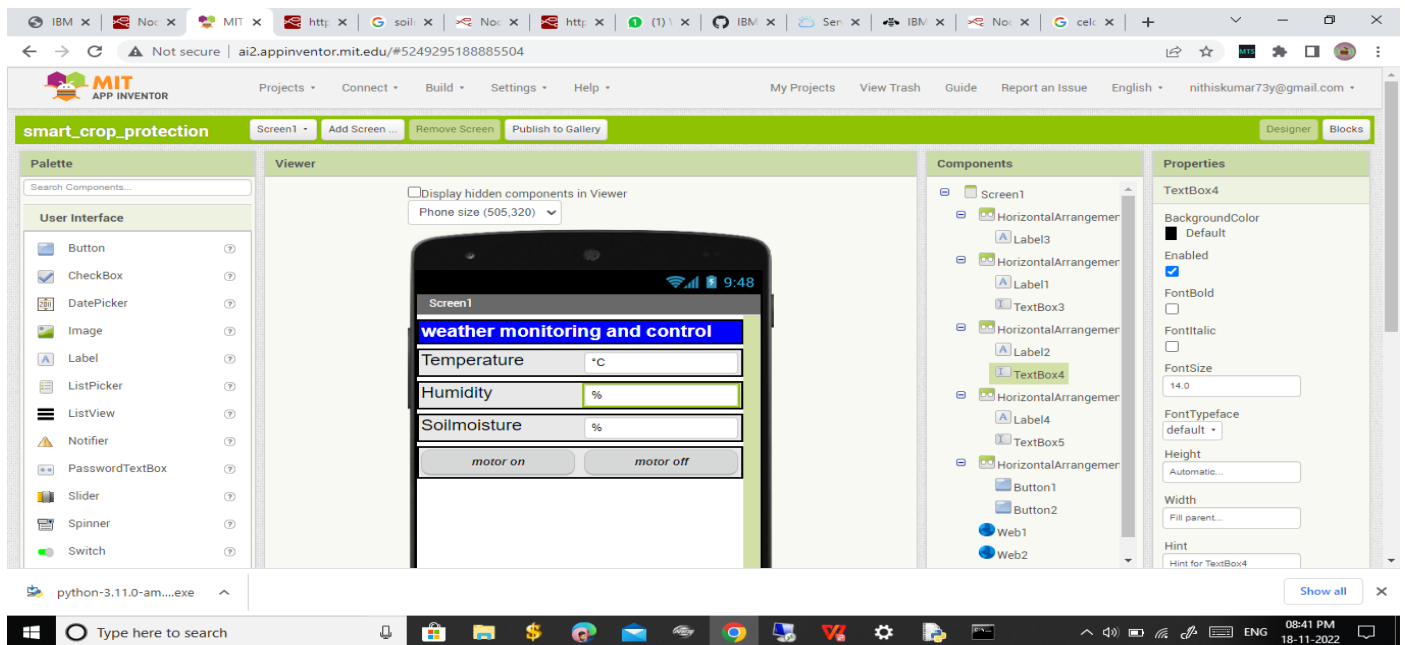 IBM
Noc
MIT
http
soil
Noc
http
(1) \
IBM
Sen
IBM
Noc
celc
Not secure
ai2.appinventor.mit.edu/#5249295188885504
MTS
MIT
APP INVENTOR
Projects
Connect
Build
Settings
Help
My Projects
View Trash
Guide
Report an Issue
English
nithiskumar73y@gmail.com
smart_crop_protection
Screen1
Add Screen ...
Remove Screen
Publish to Gallery
Designer
Blocks
Palette
Search Components...
User Interface
Button
CheckBox
DatePicker
Image
Label
ListPicker
ListView
Notifier
PasswordTextBox
Slider
Spinner
Switch
Viewer
Display hidden components in Viewer
Phone size (505,320)
9:48
Screen1
weather monitoring and control
Temperature
°C
Humidity
%
Soilmoisture
%
motor on
motor off
Components
Screen1
HorizontalArrangemer
Label3
HorizontalArrangemer
Label1
TextBox3
HorizontalArrangemer
Label2
TextBox4
HorizontalArrangemer
Label4
TextBox5
HorizontalArrangemer
Button1
Button2
Web1
Web2
Properties
TextBox4
BackgroundColor
Default
Enabled
FontBold
FontItalic
FontSize
14.0
FontTypeface
default
Height
Automatic...
Width
Fill parent...
Hint
Hint for TextBox4
python-3.11.0-am....exe
Show all
Type here to search
ENG
08:41 PM
18-11-2022